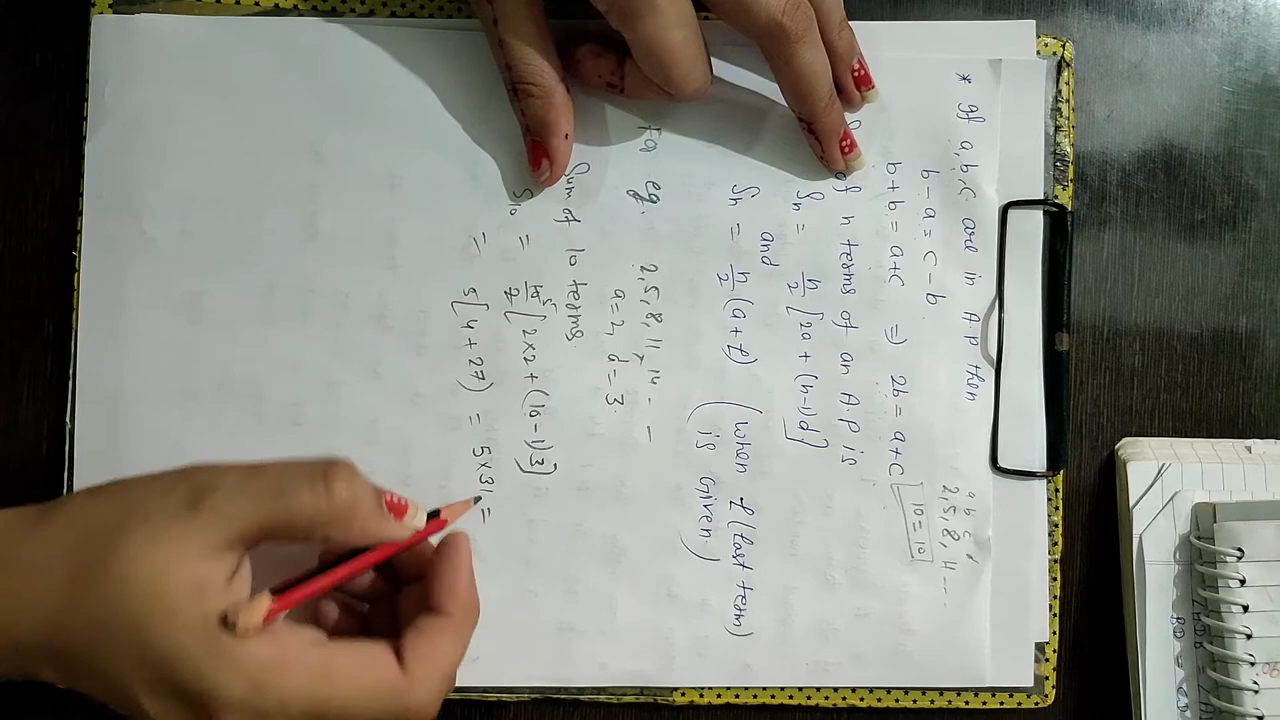 * If a, b, c are in A.P then
b - a = c - b.
b + b = a + c ⇒ 2b = a + c
a b c d
2, 5, 8, 11 ---
10 = 10
of n terms of an A.P is
Sn = n/2 [2a + (n-1)d]
and
Sn = n/2 (a + l) (when l (last term) is given.)
For eg. 2, 5, 8, 11, 14 - -
a = 2, d = 3.
Sum of 10 terms.
S10 = 10/2 5 [2×2 + (10-1)3]
= 5[4 + 27) = 5×31 =